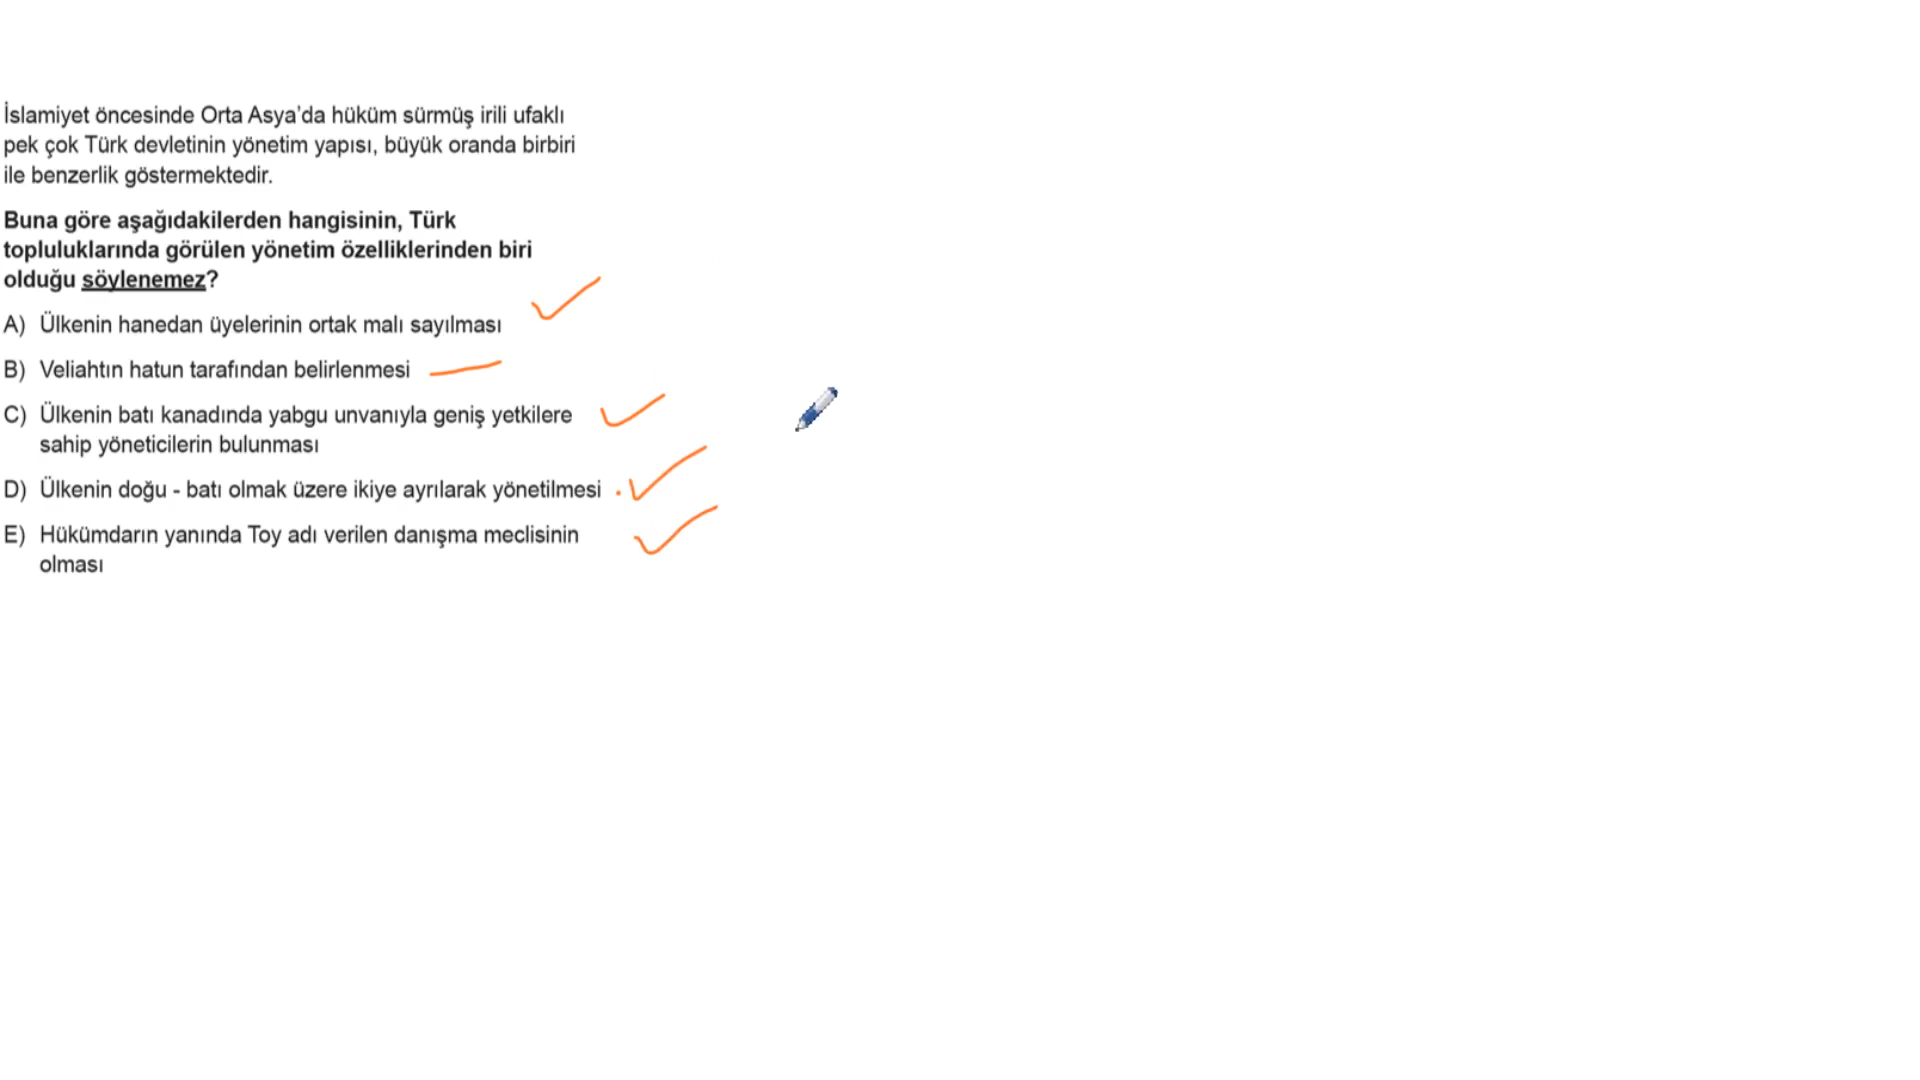 İslamiyet öncesinde Orta Asya'da hüküm sürmüş irili ufaklı
pek çok Türk devletinin yönetim yapısı, büyük oranda birbiri
ile benzerlik göstermektedir.
Buna göre aşağıdakilerden hangisinin, Türk
topluluklarında görülen yönetim özelliklerinden biri
olduğu söylenemez?
A) Ülkenin hanedan üyelerinin ortak malı sayılması
B) Veliahtın hatun tarafından belirlenmesi
C) Ülkenin batı kanadında yabgu unvanıyla geniş yetkilere
sahip yöneticilerin bulunması
D) Ülkenin doğu - batı olmak üzere ikiye ayrılarak yönetilmesi
E) Hükümdarın yanında Toy adı verilen danışma meclisinin
olması